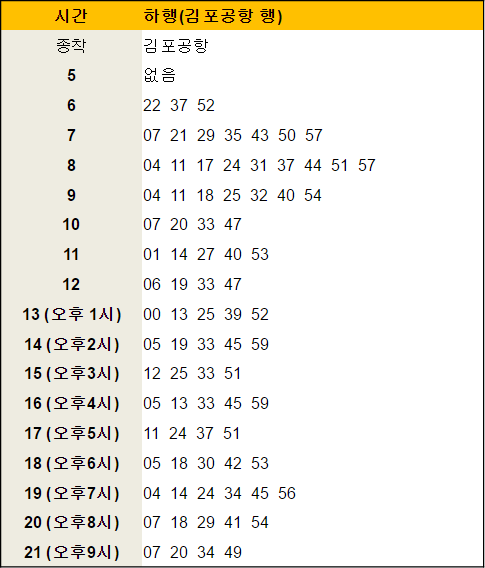 시간 하행(김포공항 행)
종착 김포공항
5 없음
6 22 37 52
7 07 21 29 35 43 50 57
8 04 11 17 24 31 37 44 51 57
9 04 11 18 25 32 40 54
10 07 20 33 47
11 01 14 27 40 53
12 06 19 33 47
13 (오후 1시) 00 13 25 39 52
14 (오후2시) 05 19 33 45 59
15 (오후3시) 12 25 33 51
16 (오후4시) 05 13 33 45 59
17 (오후5시) 11 24 37 51
18 (오후6시) 05 18 30 42 53
19 (오후7시) 04 14 24 34 45 56
20 (오후8시) 07 18 29 41 54
21 (오후9시) 07 20 34 49